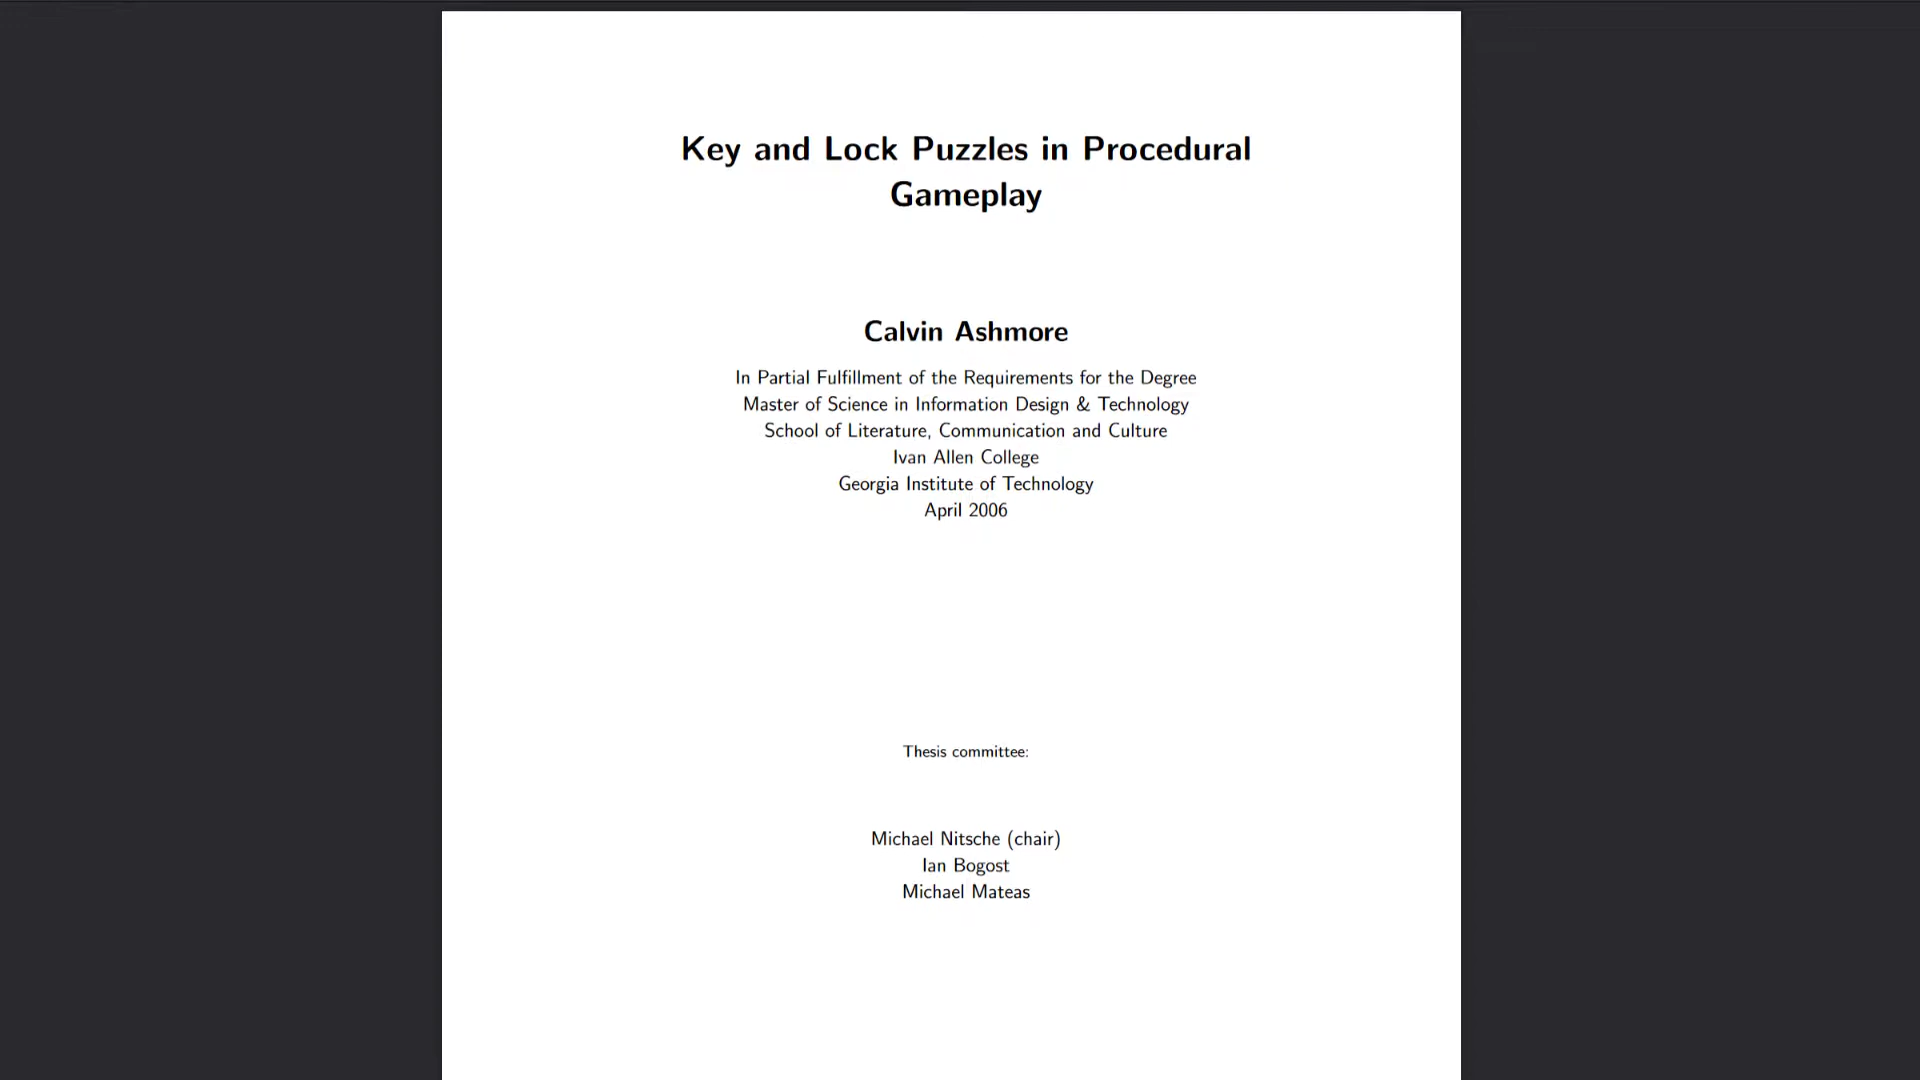 Key and Lock Puzzles in Procedural
Gameplay
Calvin Ashmore
In Partial Fulfillment of the Requirements for the Degree
Master of Science in Information Design & Technology
School of Literature, Communication and Culture
Ivan Allen College
Georgia Institute of Technology
April 2006
Thesis committee:
Michael Nitsche (chair)
Ian Bogost
Michael Mateas